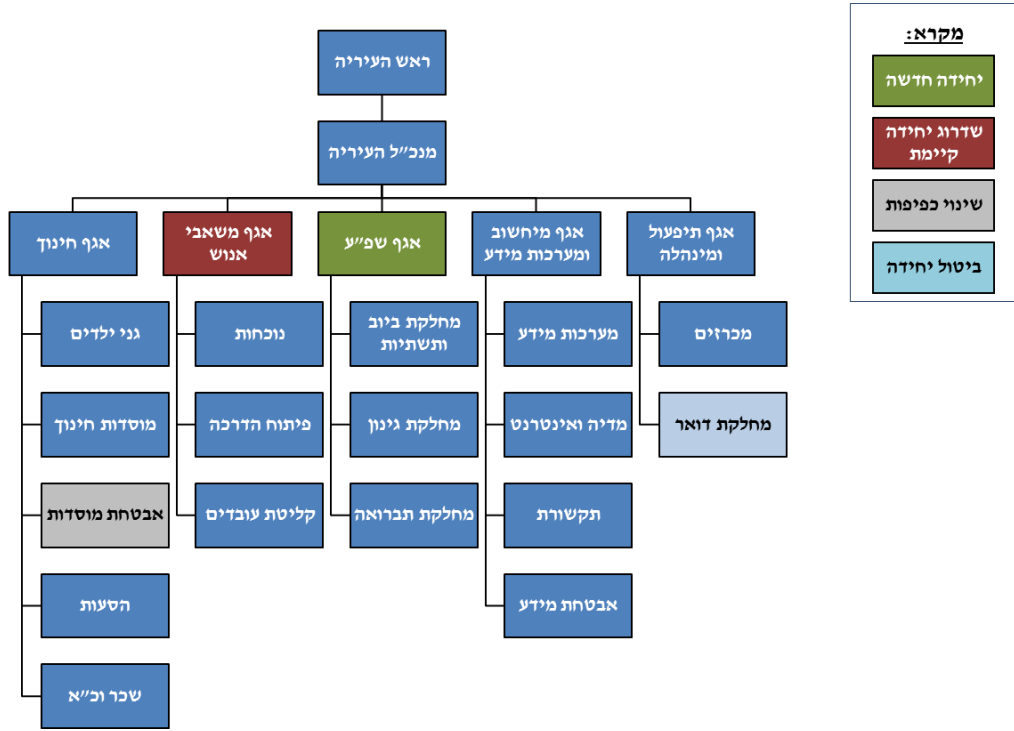 מקרא:
יחידה חדשה
שדרוג יחידה
קיימת
שינוי כפיפות
ביטול יחידה
ראש העיריה
מנכ״ל העיריה
אגף תיפעול
ומינהלה
מכרזים
מחלקת דואר
אגף מיחשוב
ומערכות מידע
מערכות מידע
מדיה ואינטרנט
תקשורת
אבטחת מידע
אגף שפ״ע
מחלקת ביוב
ותשתיות
מחלקת גינון
מחלקת תברואה
אגף משאבי
אנוש
נוכחות
פיתוח הדרכה
קליטת עובדים
אגף חינוך
גני ילדים
מוסדות חינוך
אבטחת מוסדות
הסעות
שכר וכ״א